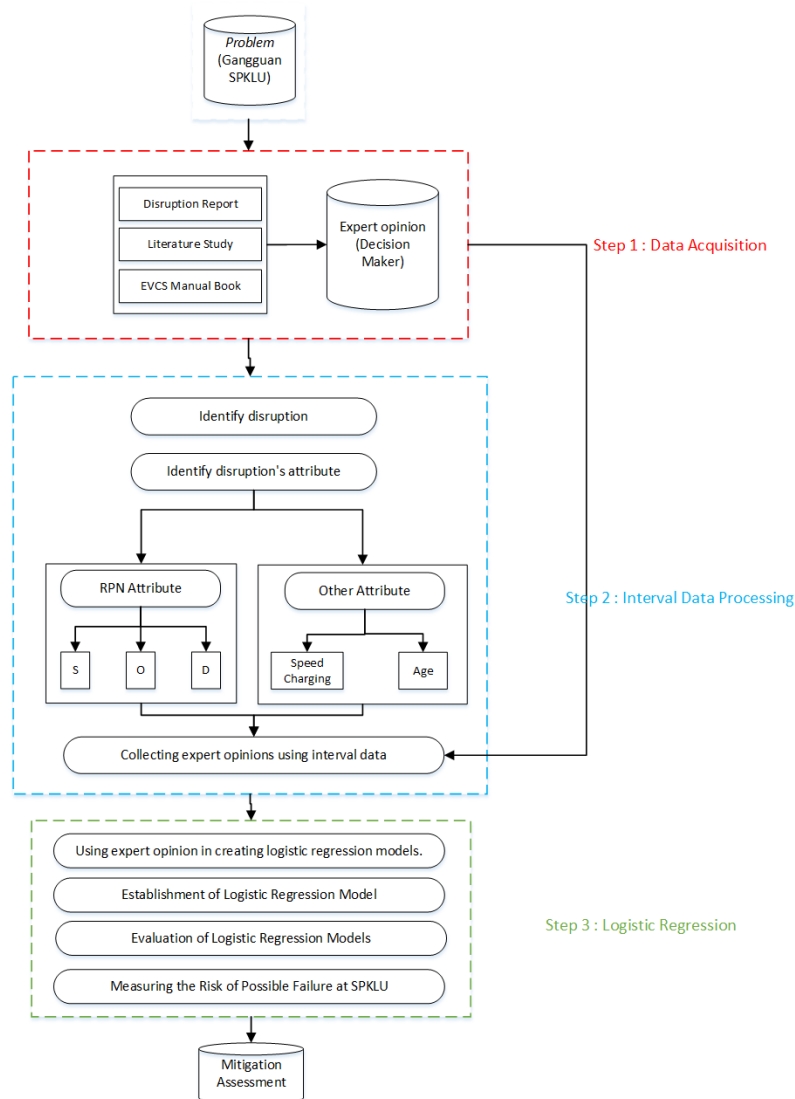 Problem
(Gangguan
SPKLU)
Disruption Report
Literature Study
EVCS Manual Book
Expert opinion
(Decision
Maker)
Step 1 : Data Acquisition
Identify disruption
Identify disruption's attribute
RPN Attribute
S
O
D
Other Attribute
Speed
Charging
Age
Step 2 : Interval Data Processing
Collecting expert opinions using interval data
Using expert opinion in creating logistic regression models.
Establishment of Logistic Regression Model
Evaluation of Logistic Regression Models
Measuring the Risk of Possible Failure at SPKLU
Step 3 : Logistic Regression
Mitigation
Assessment